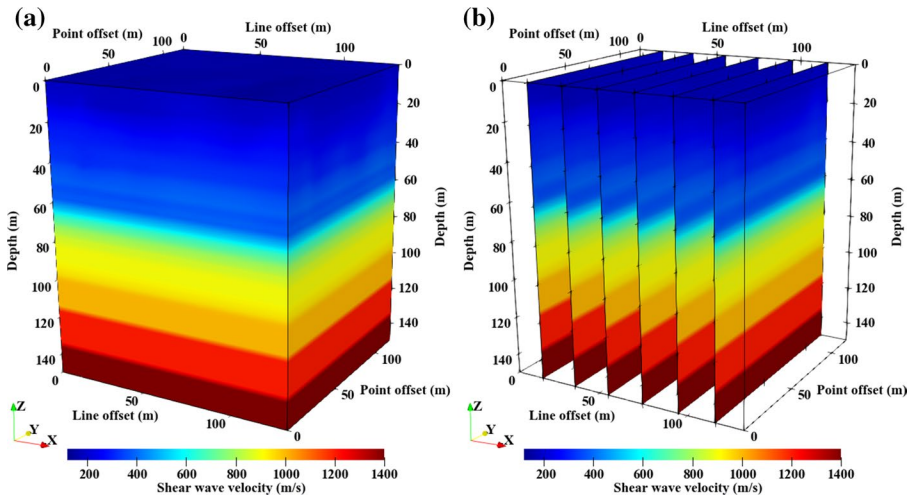 (a)
Line offset (m)
Point offset (m)
0 50 100
0 50 100
0 20 40 60 80 100 120 140
Depth (m)
0 20 40 60 80 100 120 140
Depth (m)
0 100
Line offset (m)
0 50 100
Point offset (m)
Z
Y
X
200 400 600 800 1000 1200 1400
Shear wave velocity (m/s)
(b)
Line offset (m)
Point offset (m)
0 50 100
0 50 100
0 20 40 60 80 100 120 140
Depth (m)
0 20 40 60 80 100 120 140
Depth (m)
0 50 100
Line offset (m)
0 50 100
Point offset (m)
Z
Y
X
200 400 600 800 1000 1200 1400
Shear wave velocity (m/s)